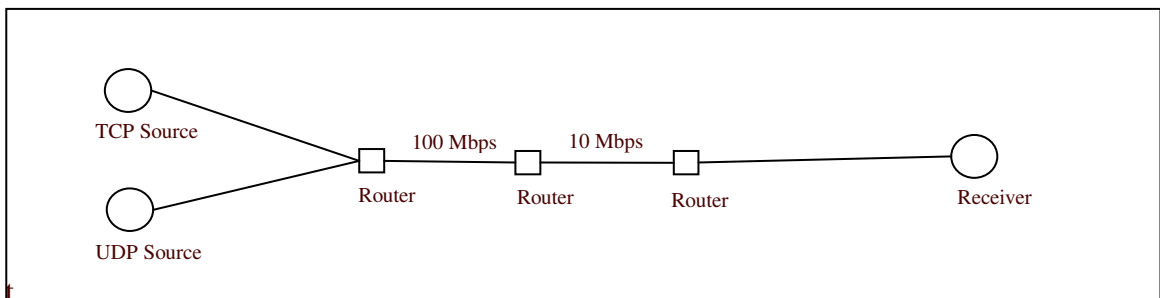 TCP Source
100 Mbps
10 Mbps
Router
Router
Router
Receiver
UDP Source
t